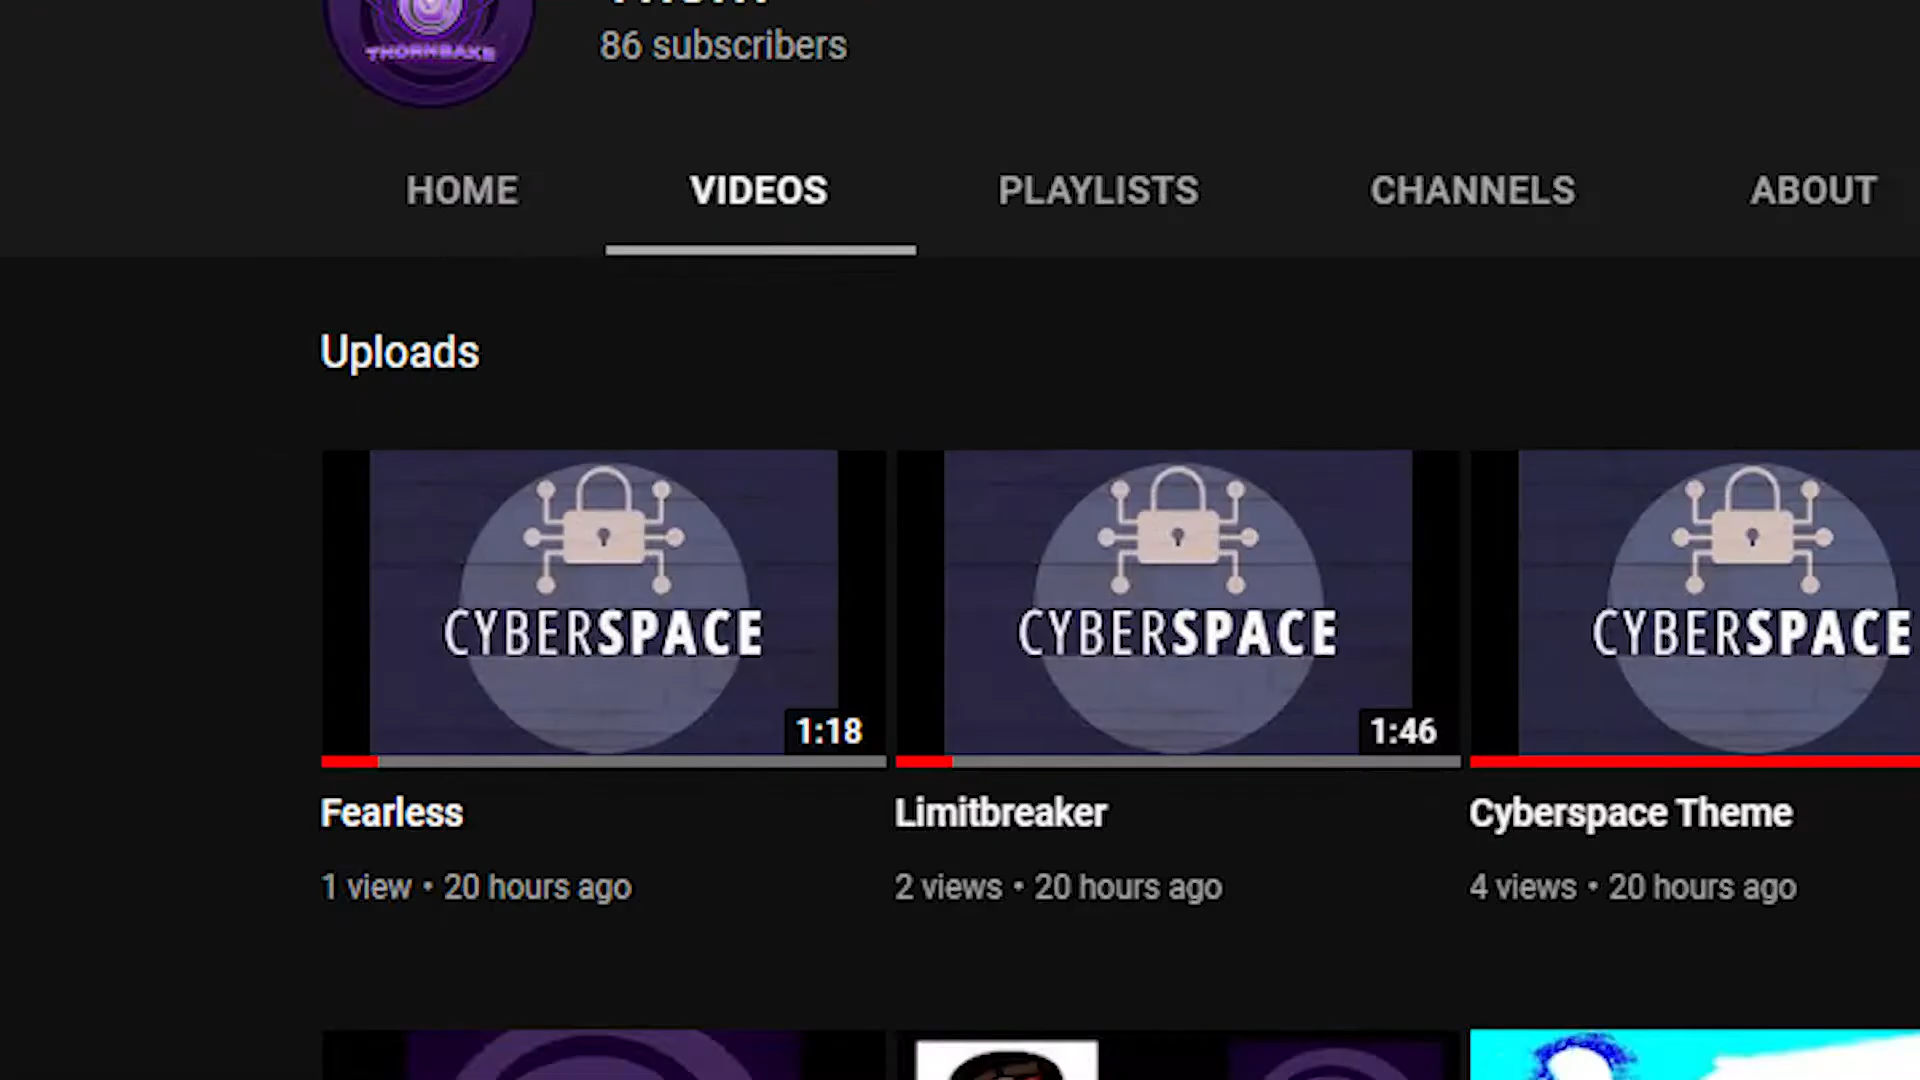 THORNBAKE
86 subscribers
HOME VIDEOS PLAYLISTS CHANNELS ABOUT
Uploads
CYBERSPACE CYBERSPACE CYBERSPACE
1:18 1:46
Fearless Limitbreaker Cyberspace Theme
1 view • 20 hours ago 2 views • 20 hours ago 4 views • 20 hours ago